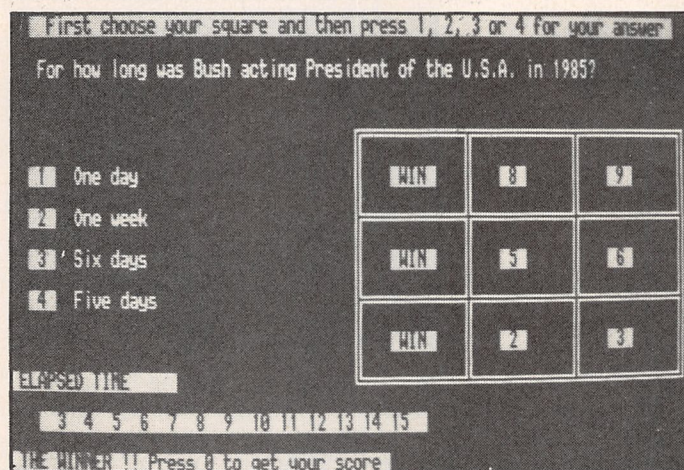 First choose your square and then press 1, 2, 3 or 4 for your answer
For how long was Bush acting President of the U.S.A. in 1985?
1 One day
2 One week
3 ' Six days
4 Five days
WIN 8 9
WIN 5 6
WIN 2 3
ELAPSED TIME
3 4 5 6 7 8 9 10 11 12 13 14 15
THE WINNER !! Press 0 to get your score